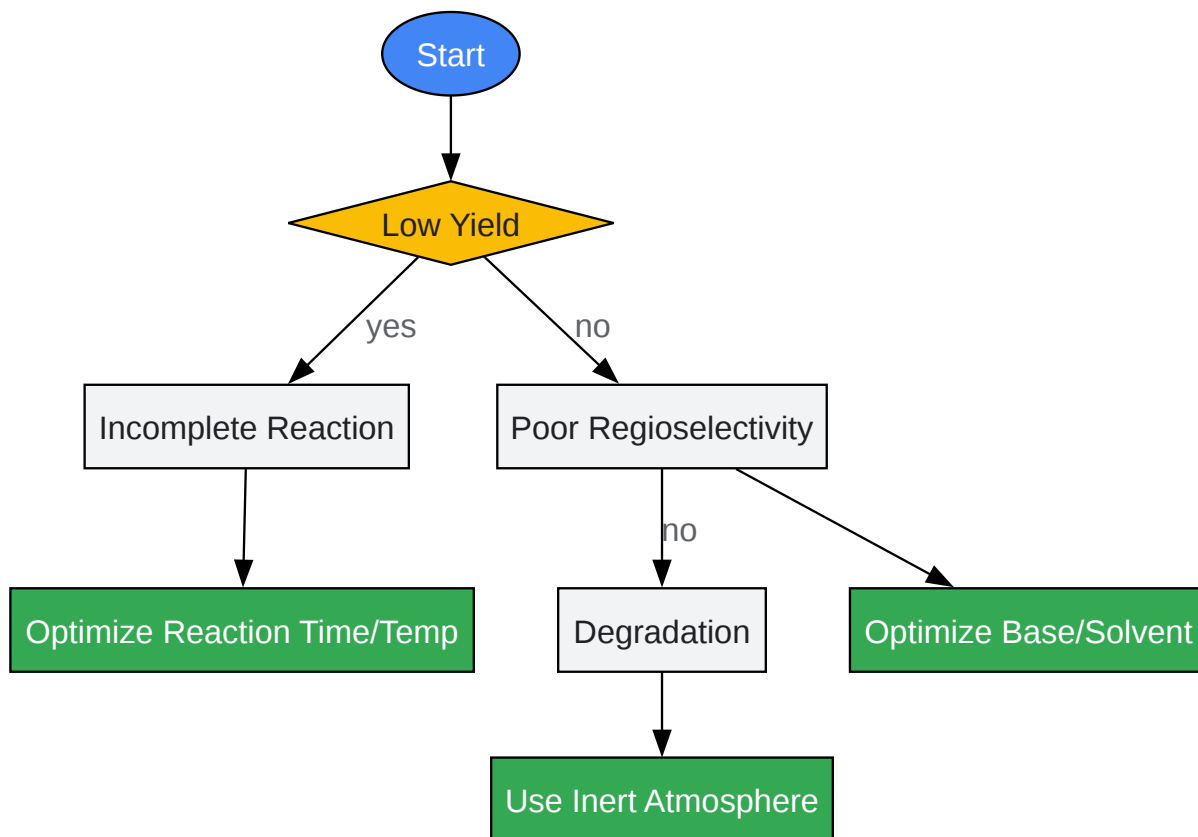 Start
Low Yield
yes
no
Incomplete Reaction
Poor Regioselectivity
no
Optimize Reaction Time/Temp
Degradation
Optimize Base/Solvent
Use Inert Atmosphere